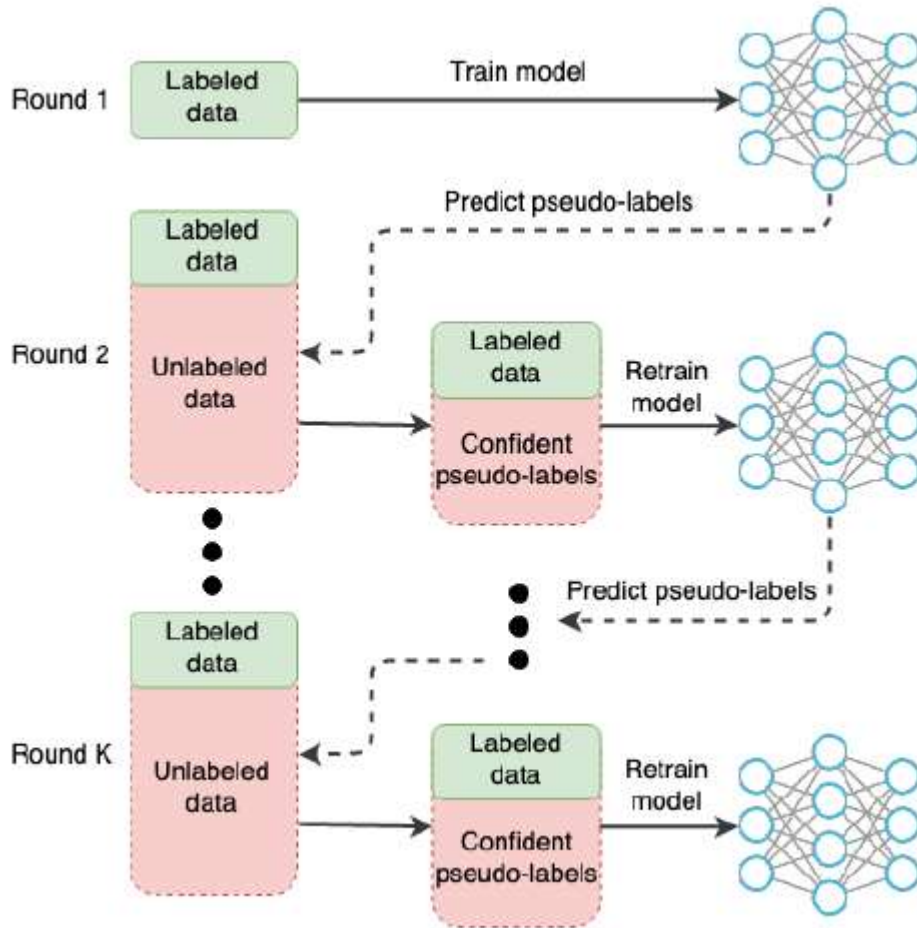 Round 1
Labeled
data
Train model
Predict pseudo-labels
Labeled
data
Round 2
Unlabeled
data
Labeled
data
Confident
pseudo-labels
Retrain
model
Predict pseudo-labels
Labeled
data
Round K
Unlabeled
data
Labeled
data
Confident
pseudo-labels
Retrain
model